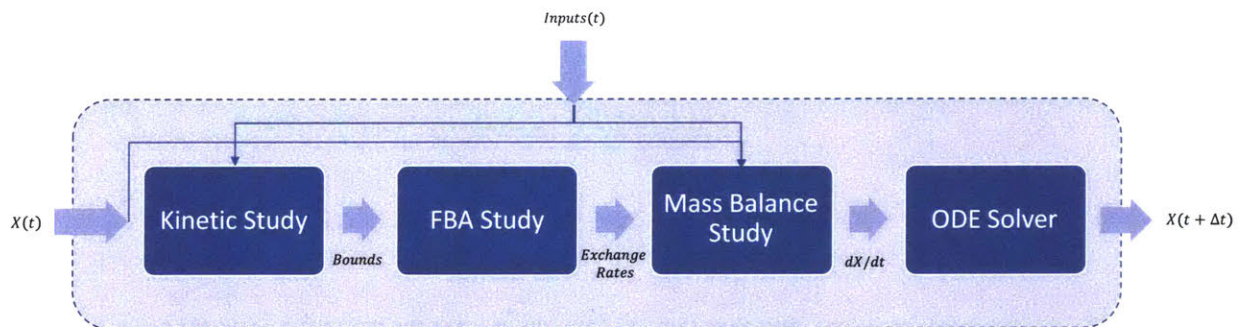 Inputs(t)
X(t)
Kinetic Study
Bounds
FBA Study
Exchange
Rates
Mass Balance
Study
dX/dt
ODE Solver
X(t + Δt)